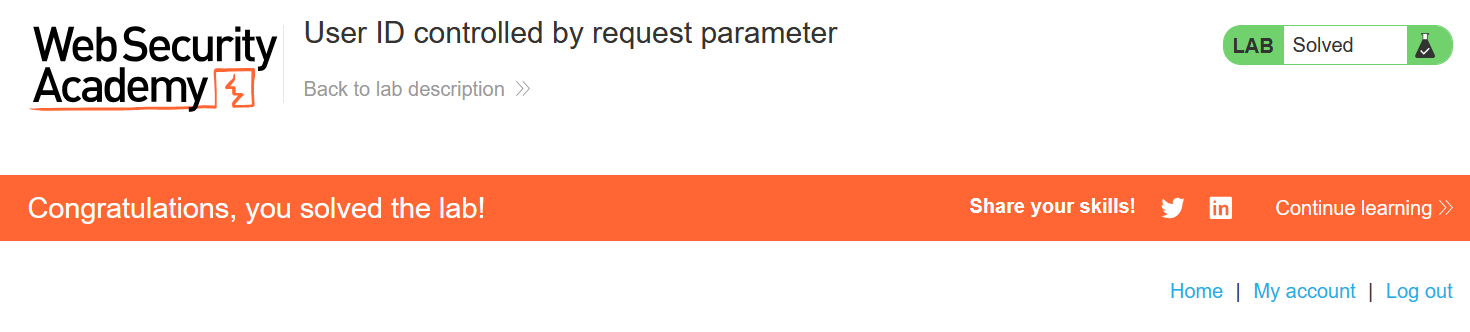 Web Security
Academy
User ID controlled by request parameter
Back to lab description
LAB Solved
Congratulations, you solved the lab!
Share your skills!
Continue learning
Home | My account | Log out